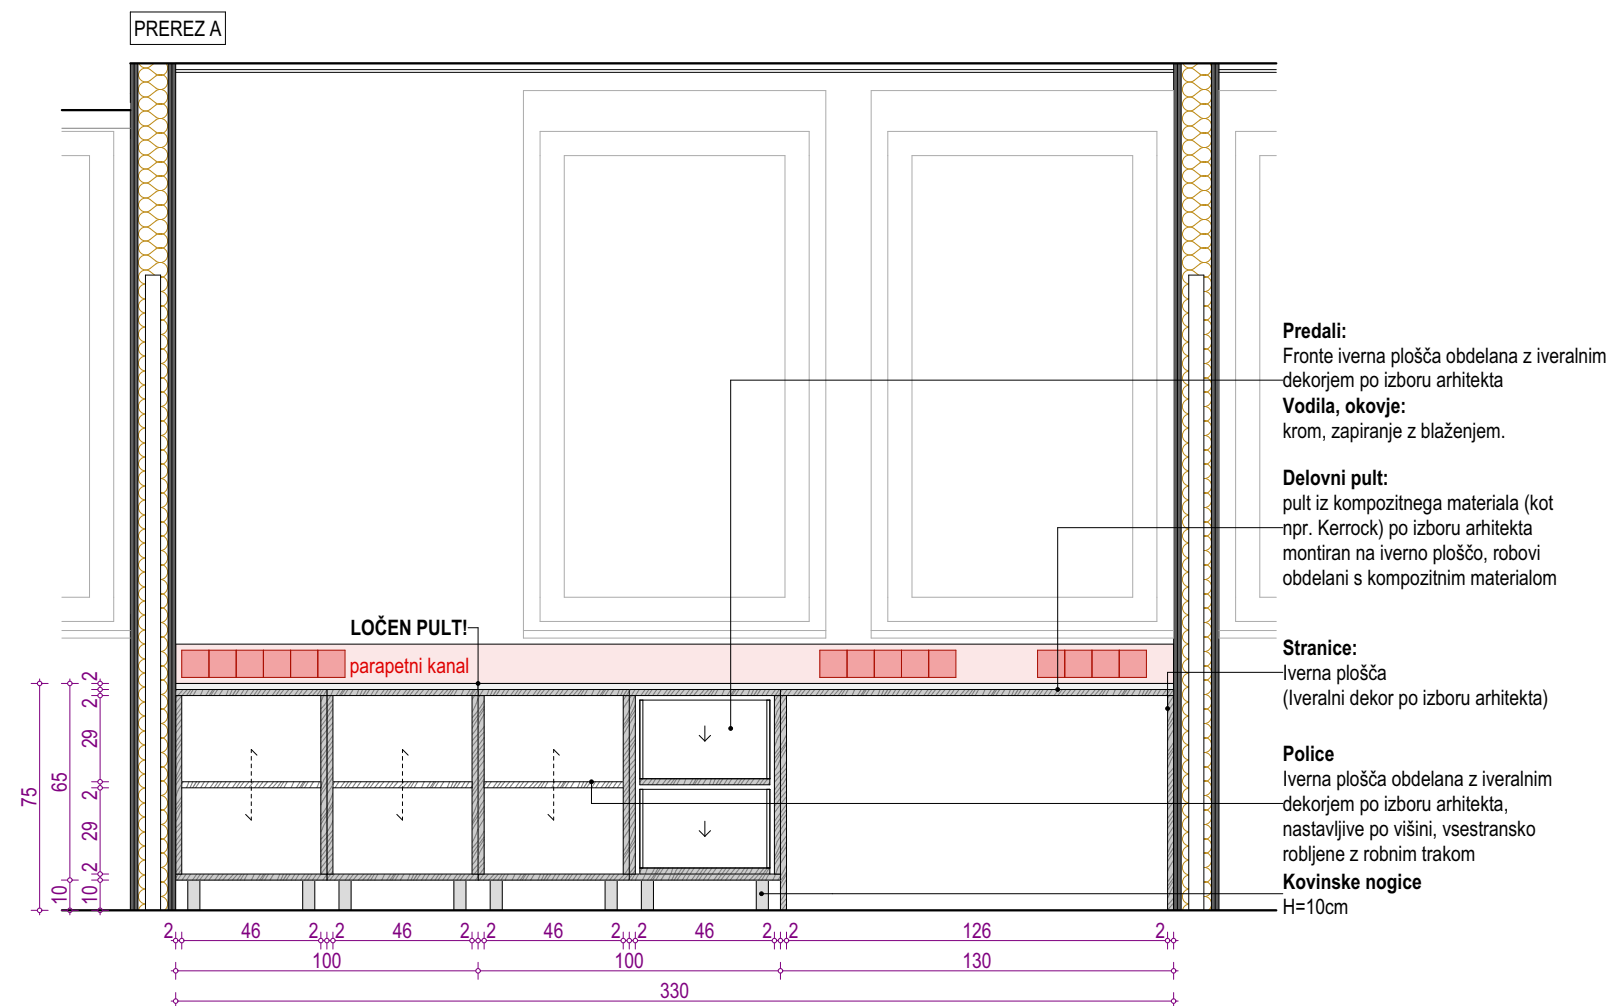 PREREZ A
Predali:
Fronte iverna plošča obdelana z iveralnim
dekorjem po izboru arhitekta
Vodila, okovje:
krom, zapiranje z blaženjem.
Delovni pult:
pult iz kompozitnega materiala (kot
npr. Kerrock) po izboru arhitekta
montiran na iverno ploščo, robovi
obdelani s kompozitnim materialom
LOČEN PULT!
parapetni kanal
Stranice:
Iverna plošča
(Iveralni dekor po izboru arhitekta)
Police
Iverna plošča obdelana z iveralnim
dekorjem po izboru arhitekta,
nastavljive po višini, vsestransko
robljene z robnim trakom
Kovinske nogice
H=10cm
75
65
10
2
2
29
2
29
2
10
2 46 2 2 46 2 2 46 2 2 46 2 2 126 2
100 100 130
330